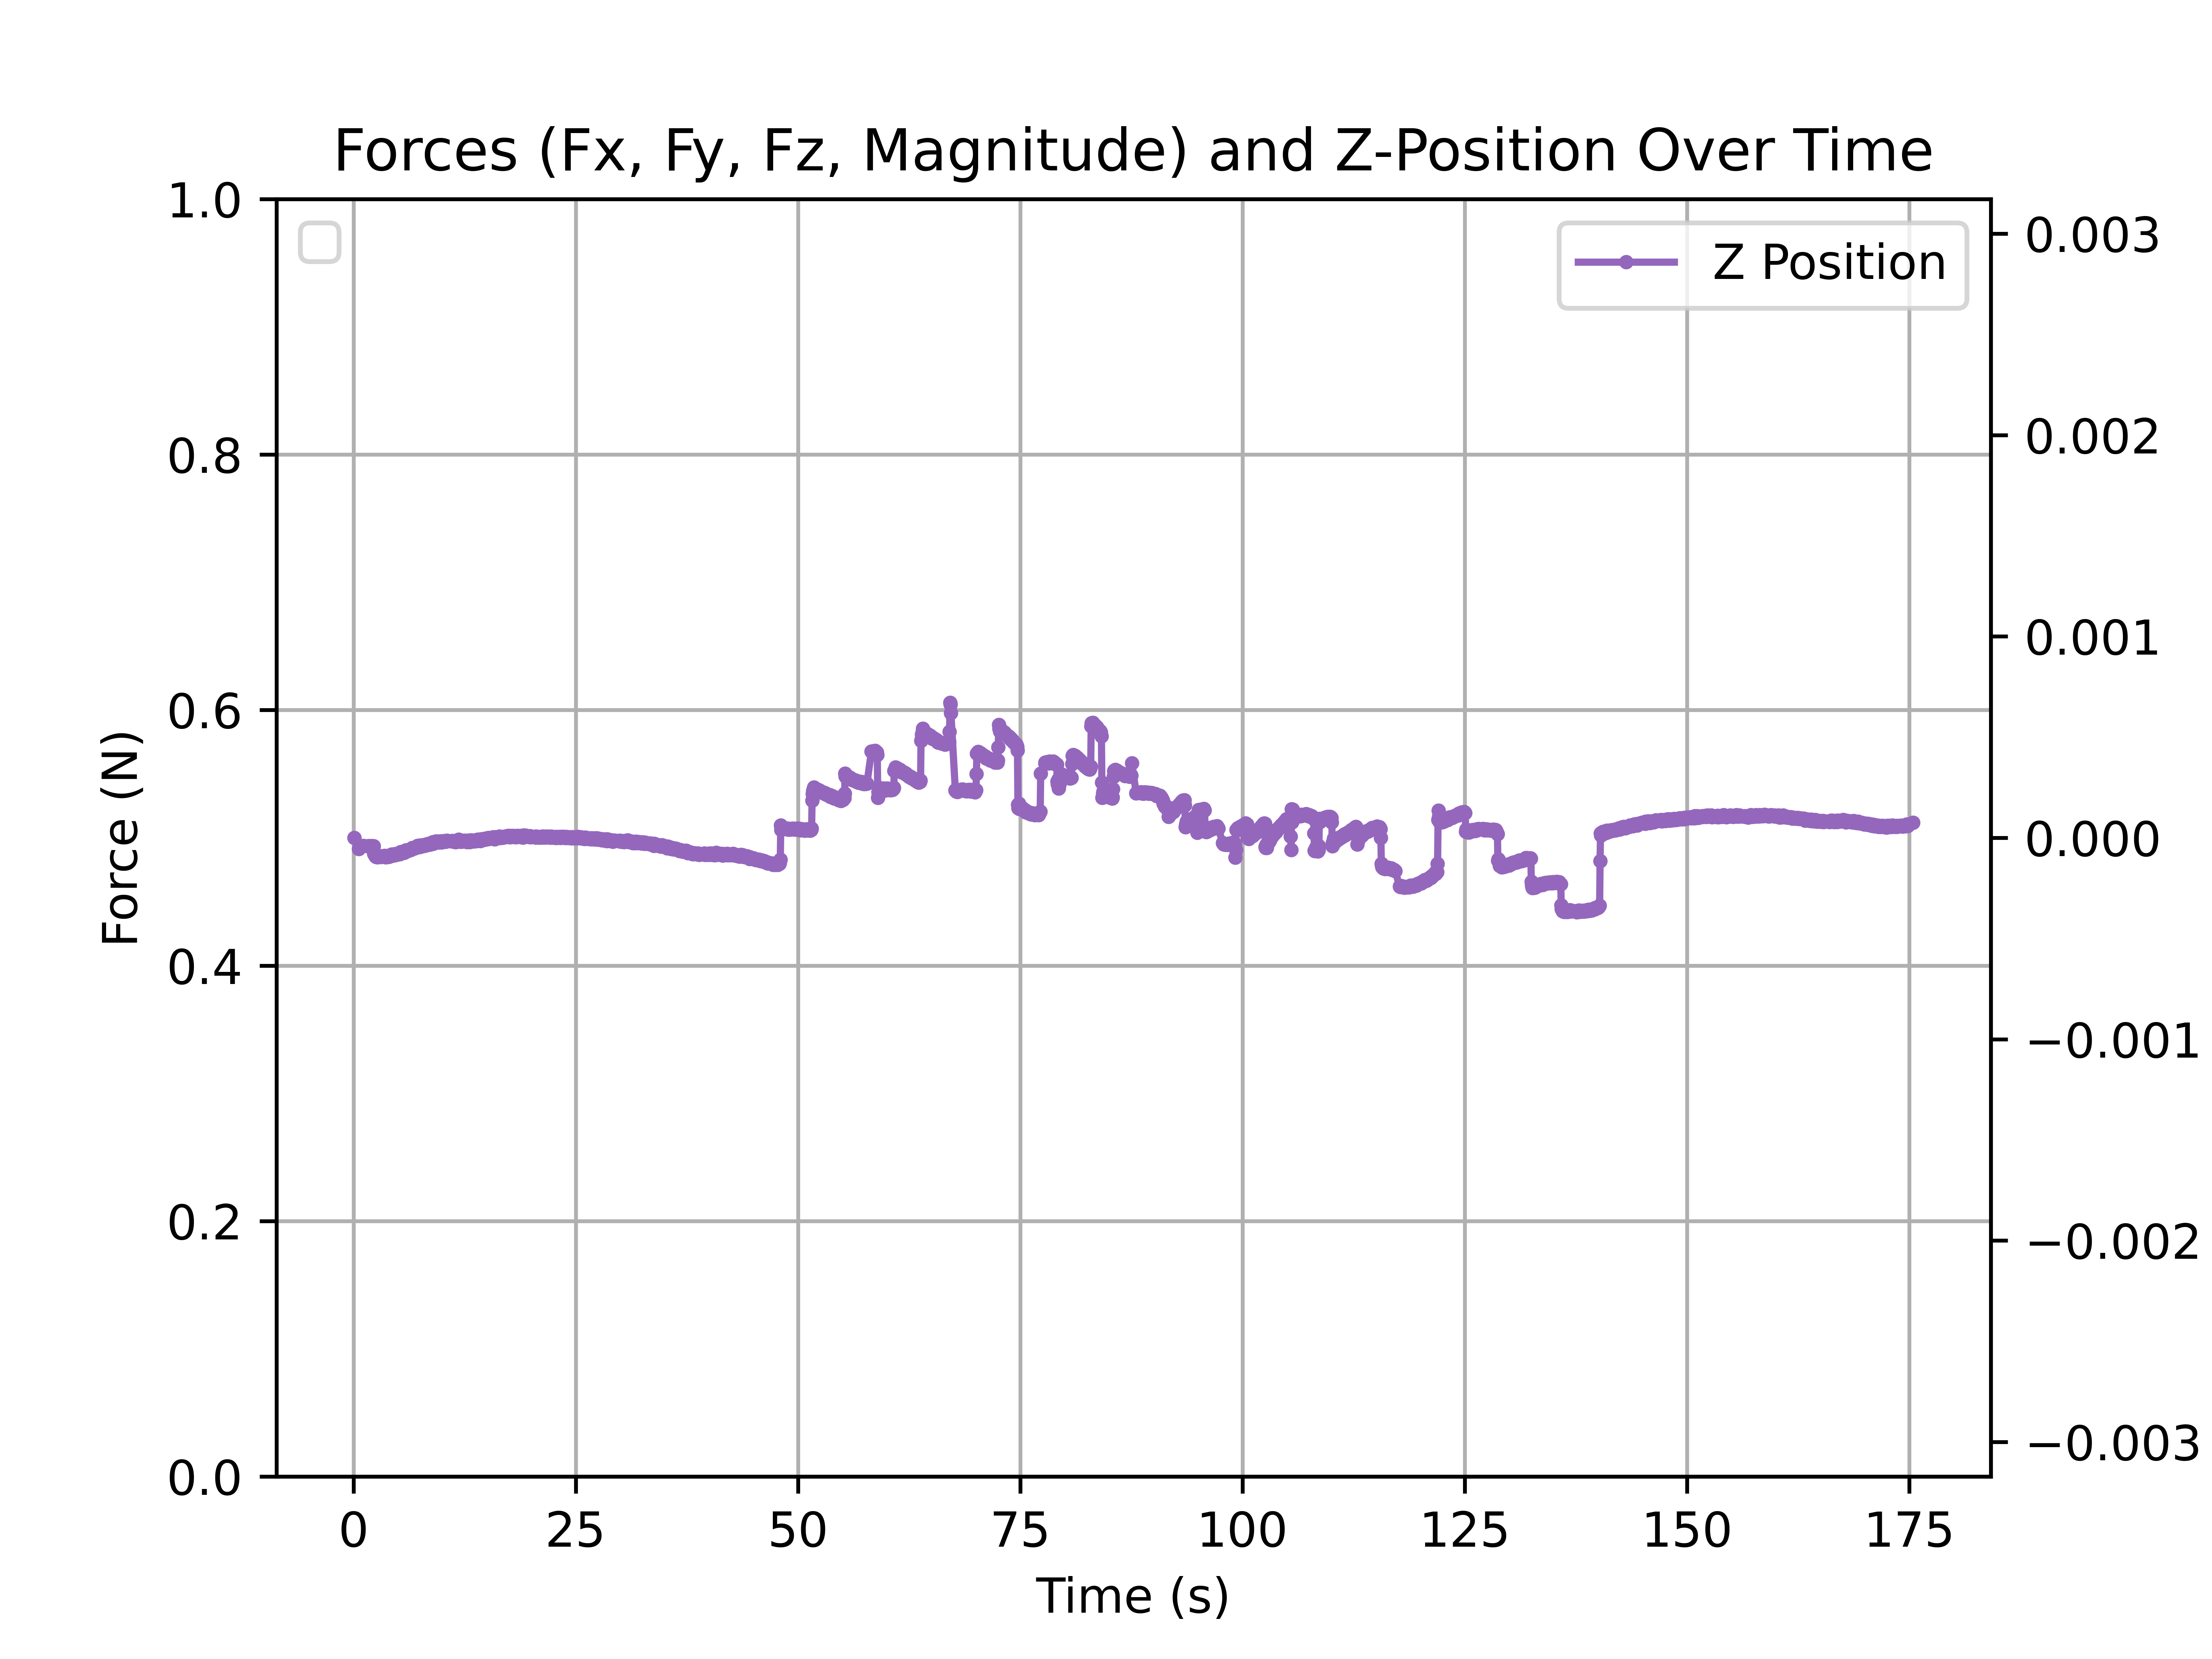 Forces (Fx, Fy, Fz, Magnitude) and Z-Position Over Time
1.0
0.8
0.6
0.4
0.2
0.0
Force (N)
Z Position
0.003
0.002
0.001
0.000
−0.001
−0.002
−0.003
0 25 50 75 100 125 150 175
Time (s)